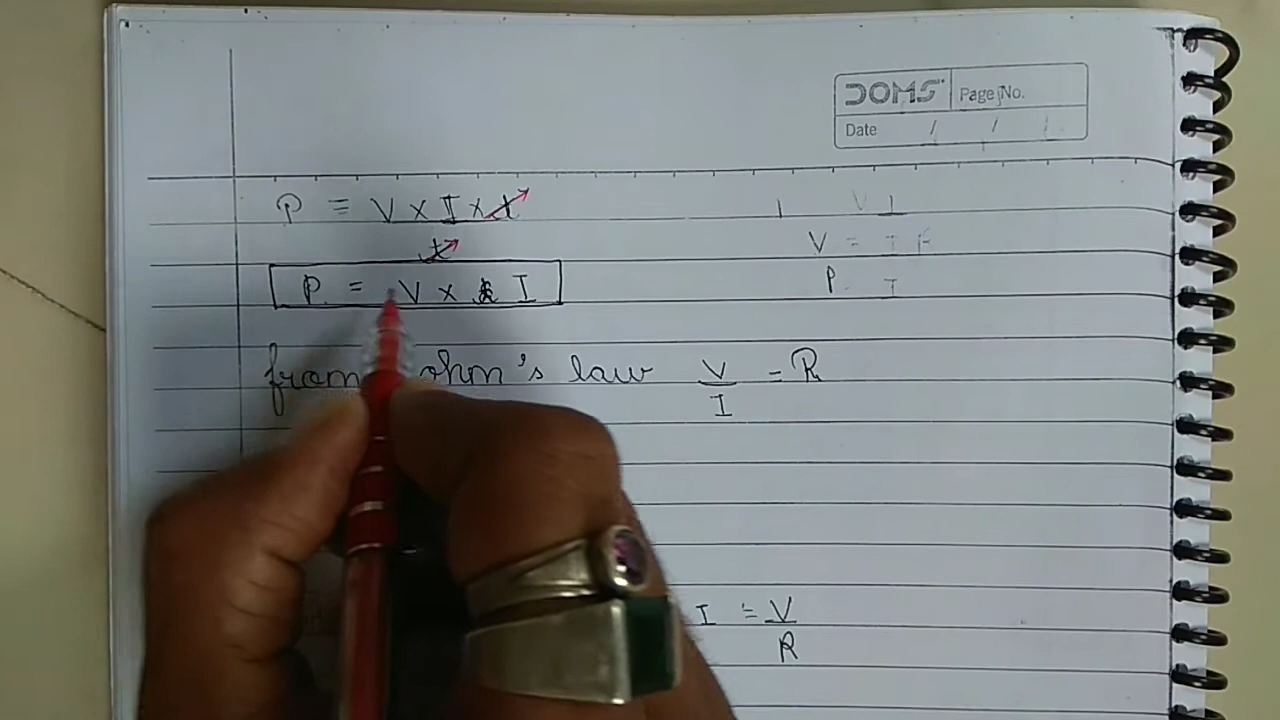 DOMS Page No.
Date / / /
P = V x I x t
t
P = V x I
V I
V = I R
P I
from ohm's law V/I = R
I = V/R